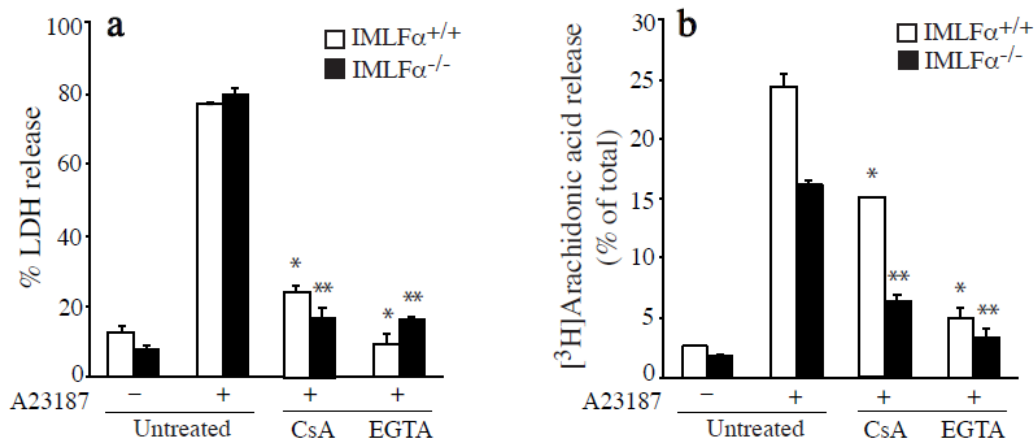 a
% LDH release
100
80
60
40
20
0
IMLFα+/+
IMLFα-/-
*
**
*
**
A23187 − + + +
Untreated CsA EGTA
b
[³H]Arachidonic acid release
(% of total)
30
25
20
15
10
5
0
IMLFα+/+
IMLFα-/-
*
**
*
**
A23187 − + + +
Untreated CsA EGTA